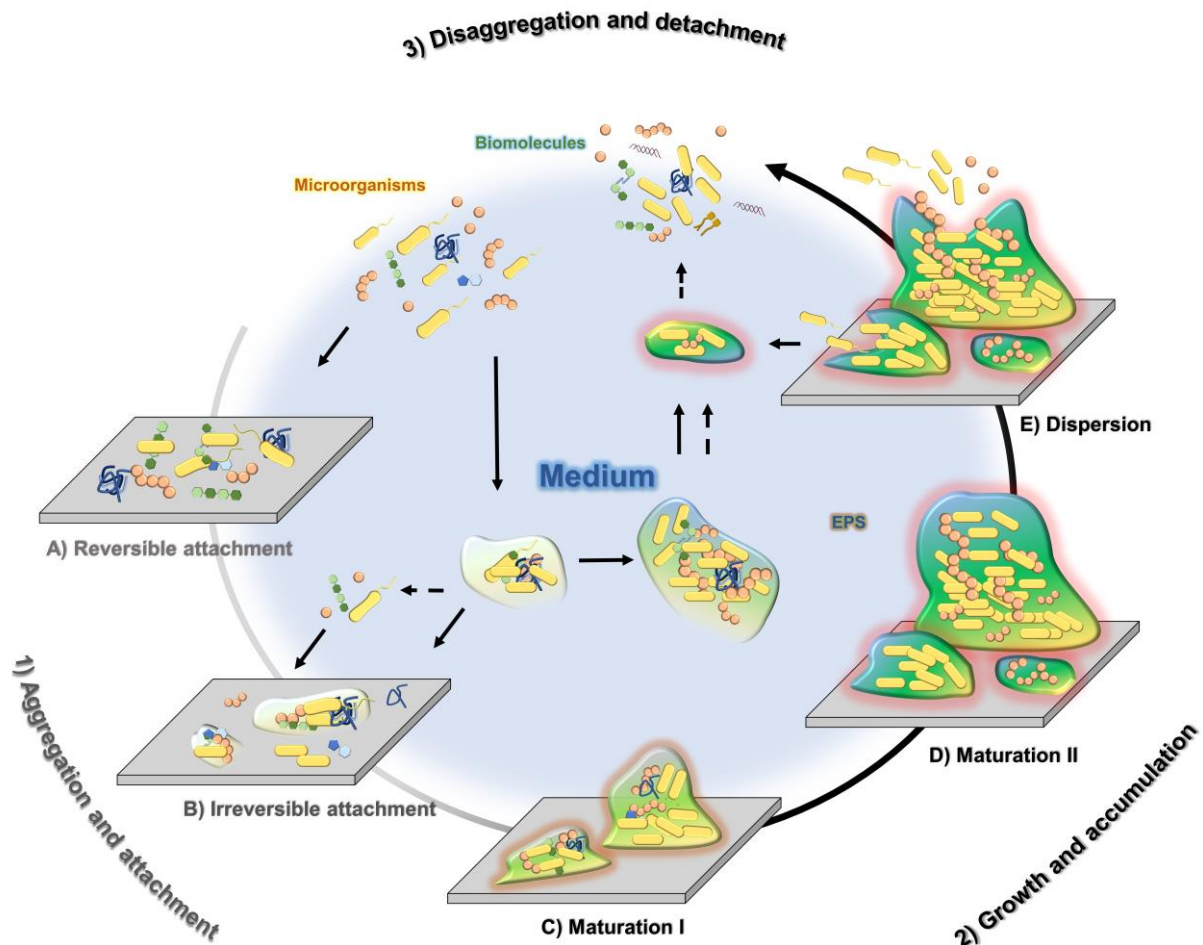 3) Disaggregation and detachment
Biomolecules
Microorganisms
E) Dispersion
Medium
EPS
A) Reversible attachment
D) Maturation II
B) Irreversible attachment
C) Maturation I
1) Aggregation and attachment
2) Growth and accumulation